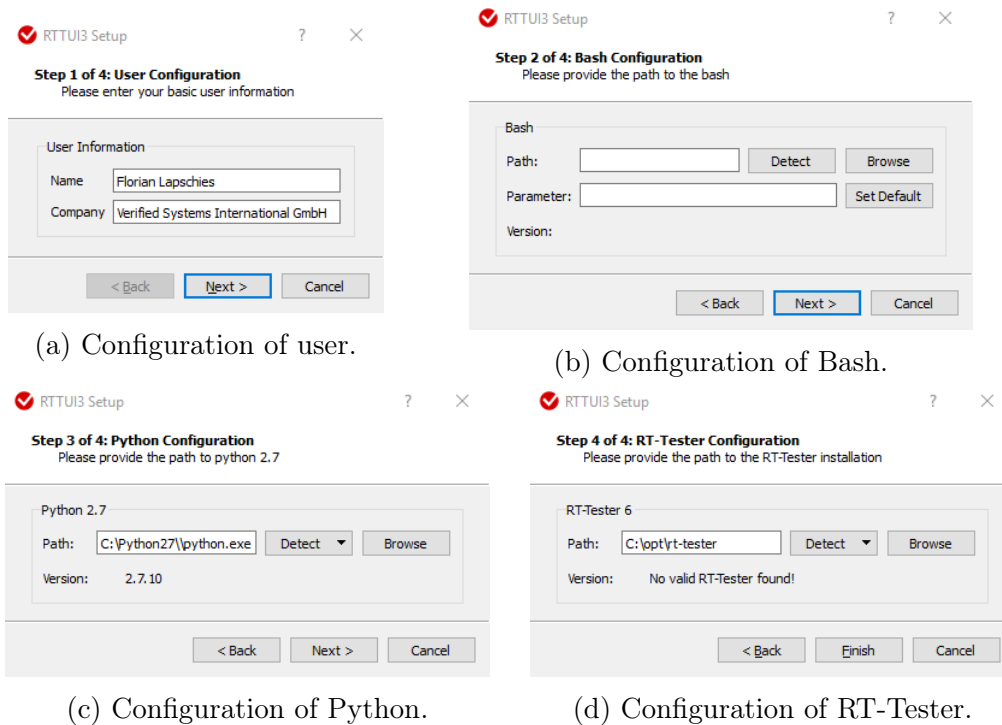 RTTUI3 Setup ? ×
Step 1 of 4: User Configuration
Please enter your basic user information
User Information
Name Florian Lapschies
Company Verified Systems International GmbH
< Back Next > Cancel
(a) Configuration of user.
RTTUI3 Setup ? ×
Step 2 of 4: Bash Configuration
Please provide the path to the bash
Bash
Path: Detect Browse
Parameter: Set Default
Version:
< Back Next > Cancel
(b) Configuration of Bash.
RTTUI3 Setup ? ×
Step 3 of 4: Python Configuration
Please provide the path to python 2.7
Python 2.7
Path: C:\Python27\\python.exe Detect Browse
Version: 2.7.10
< Back Next > Cancel
(c) Configuration of Python.
RTTUI3 Setup ? ×
Step 4 of 4: RT-Tester Configuration
Please provide the path to the RT-Tester installation
RT-Tester 6
Path: C:\opt\rt-tester Detect Browse
Version: No valid RT-Tester found!
< Back Finish Cancel
(d) Configuration of RT-Tester.